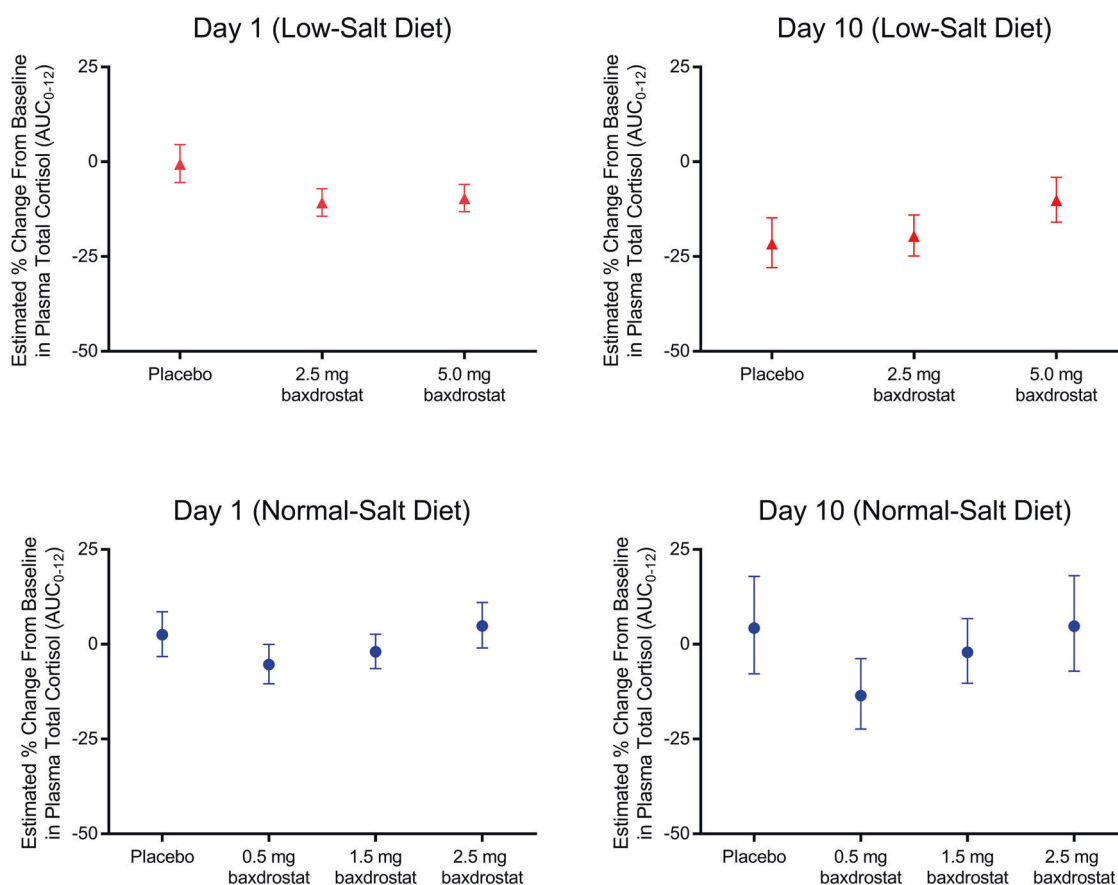 Day 1 (Low-Salt Diet)
Estimated % Change From Baseline
in Plasma Total Cortisol (AUC0-12)
25
0
-25
-50
Placebo
2.5 mg
baxdrostat
5.0 mg
baxdrostat
Day 10 (Low-Salt Diet)
Estimated % Change From Baseline
in Plasma Total Cortisol (AUC0-12)
25
0
-25
-50
Placebo
2.5 mg
baxdrostat
5.0 mg
baxdrostat
Day 1 (Normal-Salt Diet)
Estimated % Change From Baseline
in Plasma Total Cortisol (AUC0-12)
25
0
-25
-50
Placebo
0.5 mg
baxdrostat
1.5 mg
baxdrostat
2.5 mg
baxdrostat
Day 10 (Normal-Salt Diet)
Estimated % Change From Baseline
in Plasma Total Cortisol (AUC0-12)
25
0
-25
-50
Placebo
0.5 mg
baxdrostat
1.5 mg
baxdrostat
2.5 mg
baxdrostat